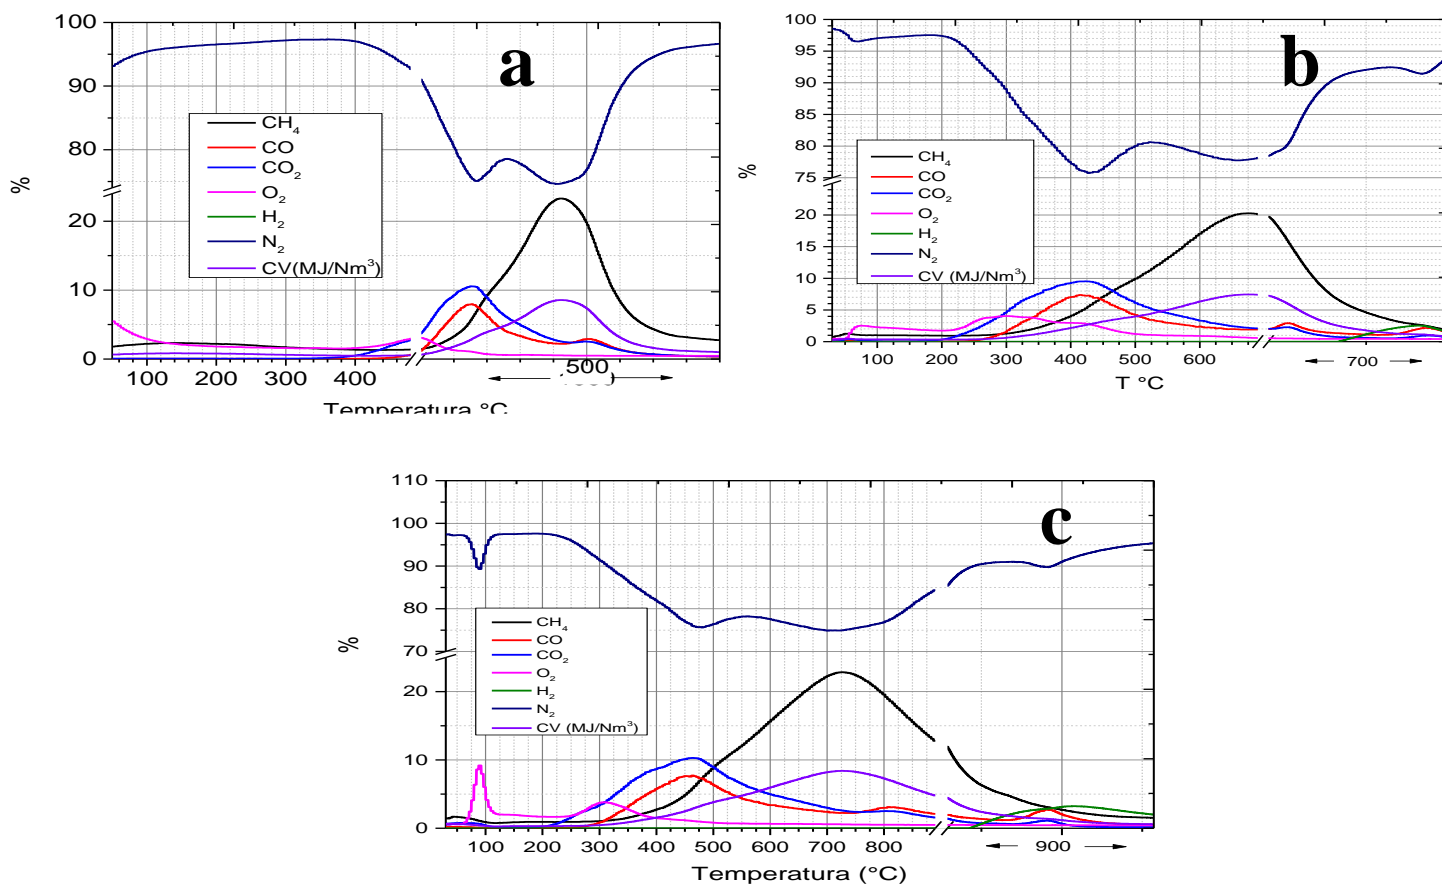 a
100
90
80
20
10
0
%
CH4
CO
CO2
O2
H2
N2
CV(MJ/Nm3)
100 200 300 400
500
Temperatura °C
b
100
95
90
85
80
75
20
15
10
5
0
%
CH4
CO
CO2
O2
H2
N2
CV (MJ/Nm3)
100 200 300 400 500 600
700
T °C
c
110
100
90
80
70
20
10
0
%
CH4
CO
CO2
O2
H2
N2
CV (MJ/Nm3)
100 200 300 400 500 600 700 800
900
Temperatura (°C)